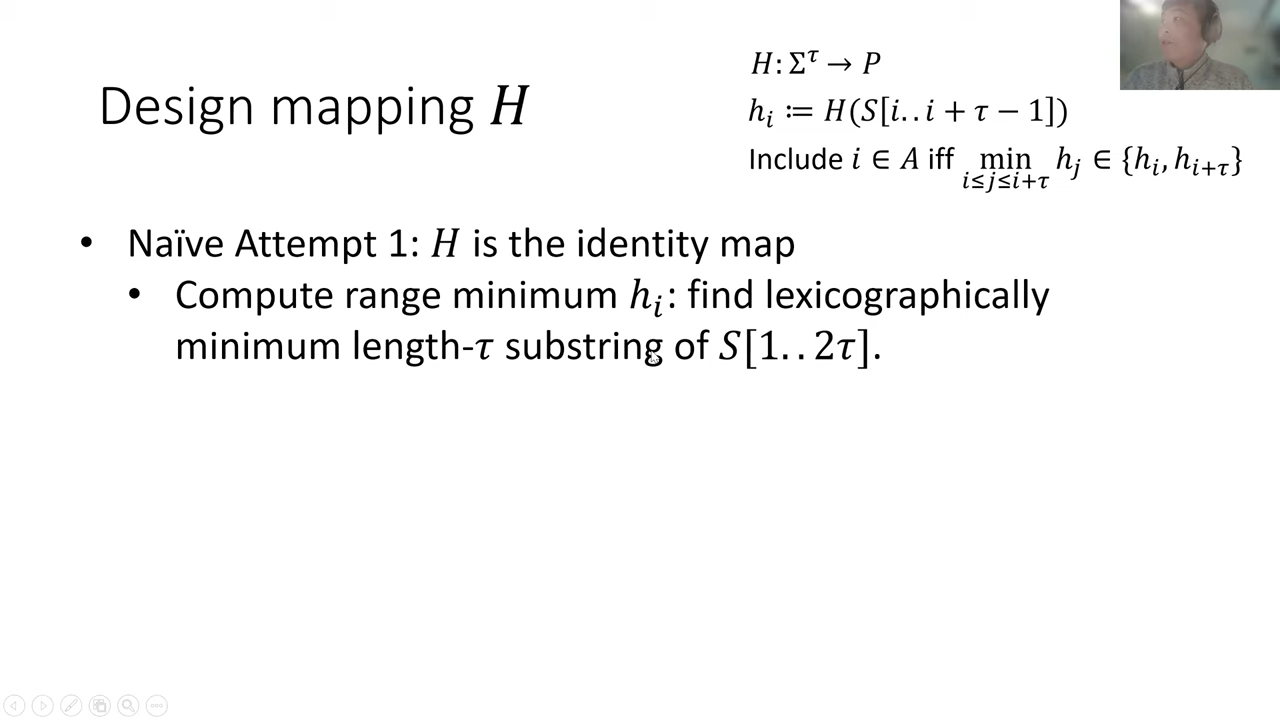 Design mapping H
H: Σ^τ → P
h_i ≔ H(S[i..i + τ − 1])
Include i ∈ A iff min_{i≤j≤i+τ} h_j ∈ {h_i, h_{i+τ}}
• Naïve Attempt 1: H is the identity map
• Compute range minimum h_i: find lexicographically
minimum length-τ substring of S[1..2τ].